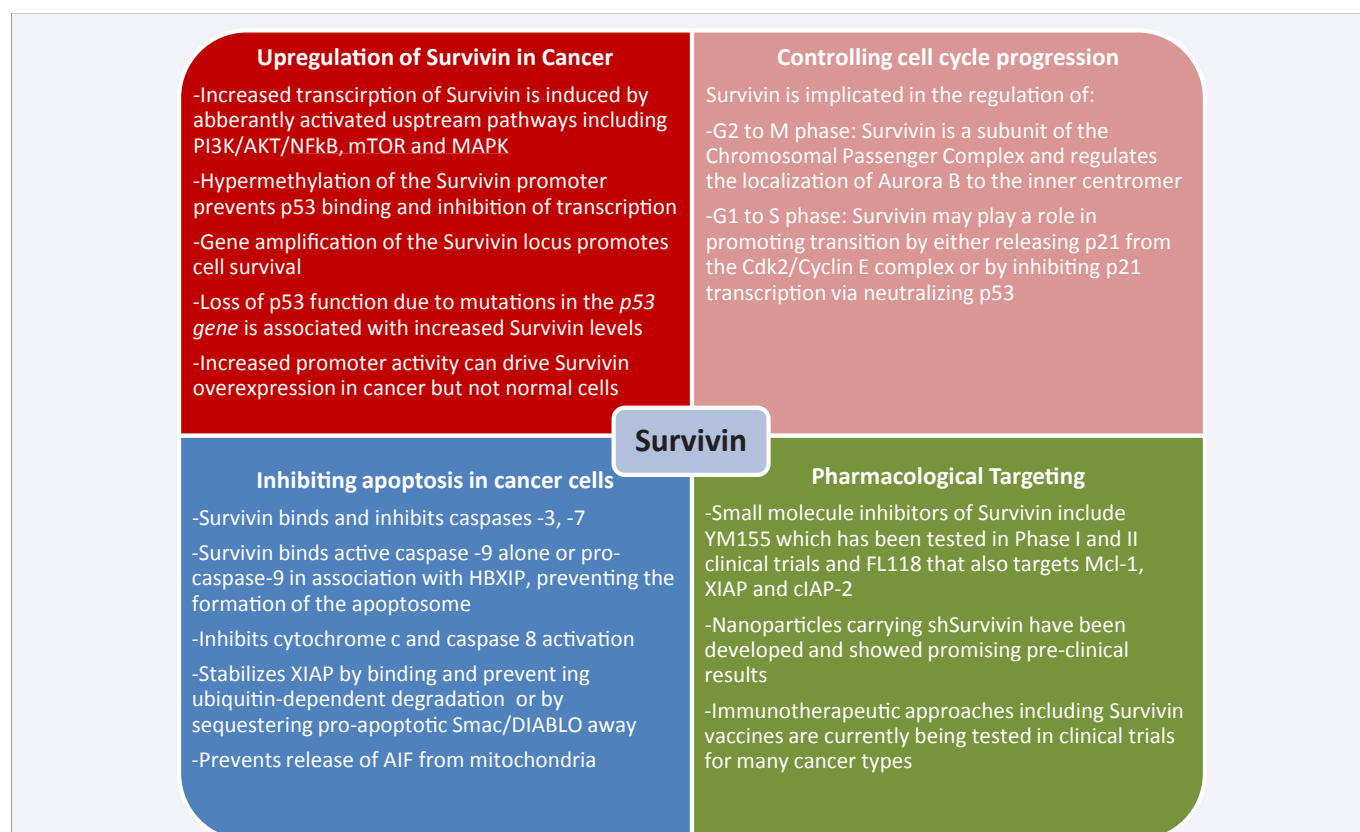 Upregulation of Survivin in Cancer
-Increased transcirption of Survivin is induced by
abberantly activated usptream pathways including
PI3K/AKT/NFkB, mTOR and MAPK
-Hypermethylation of the Survivin promoter
prevents p53 binding and inhibition of transcription
-Gene amplification of the Survivin locus promotes
cell survival
-Loss of p53 function due to mutations in the p53
gene is associated with increased Survivin levels
-Increased promoter activity can drive Survivin
overexpression in cancer but not normal cells
Controlling cell cycle progression
Survivin is implicated in the regulation of:
-G2 to M phase: Survivin is a subunit of the
Chromosomal Passenger Complex and regulates
the localization of Aurora B to the inner centromer
-G1 to S phase: Survivin may play a role in
promoting transition by either releasing p21 from
the Cdk2/Cyclin E complex or by inhibiting p21
transcription via neutralizing p53
Survivin
Inhibiting apoptosis in cancer cells
-Survivin binds and inhibits caspases -3, -7
-Survivin binds active caspase -9 alone or pro-
caspase-9 in association with HBXIP, preventing the
formation of the apoptosome
-Inhibits cytochrome c and caspase 8 activation
-Stabilizes XIAP by binding and prevent ing
ubiquitin-dependent degradation or by
sequestering pro-apoptotic Smac/DIABLO away
-Prevents release of AIF from mitochondria
Pharmacological Targeting
-Small molecule inhibitors of Survivin include
YM155 which has been tested in Phase I and II
clinical trials and FL118 that also targets Mcl-1,
XIAP and cIAP-2
-Nanoparticles carrying shSurvivin have been
developed and showed promising pre-clinical
results
-Immunotherapeutic approaches including Survivin
vaccines are currently being tested in clinical trials
for many cancer types